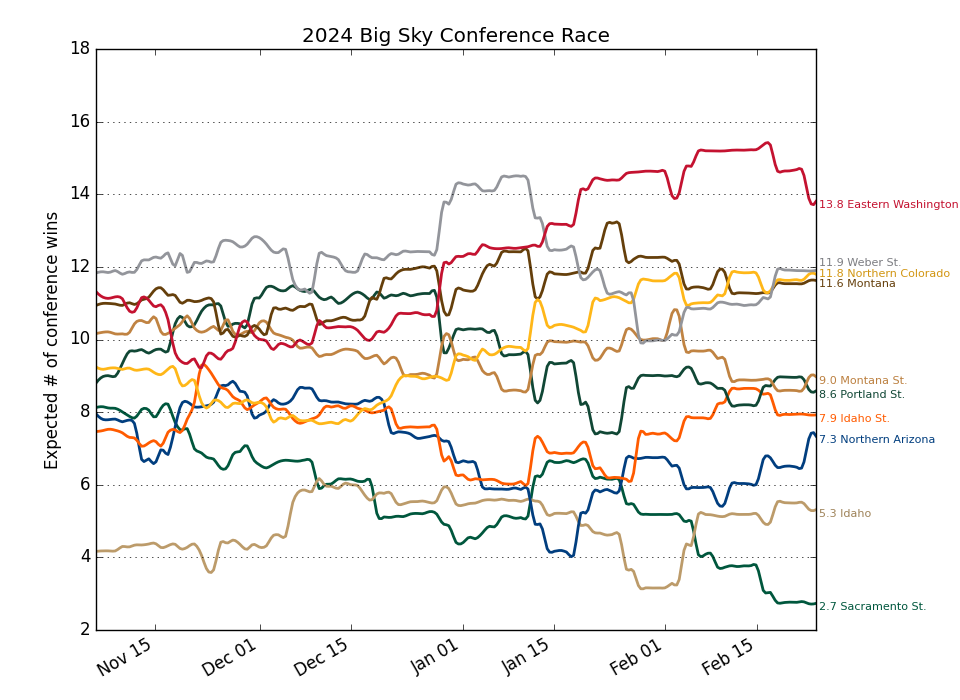 2024 Big Sky Conference Race
Expected # of conference wins
18
16
14
12
10
8
6
4
2
Nov 15
Dec 01
Dec 15
Jan 01
Jan 15
Feb 01
Feb 15
13.8 Eastern Washington
11.9 Weber St.
11.8 Northern Colorado
11.6 Montana
9.0 Montana St.
8.6 Portland St.
7.9 Idaho St.
7.3 Northern Arizona
5.3 Idaho
2.7 Sacramento St.